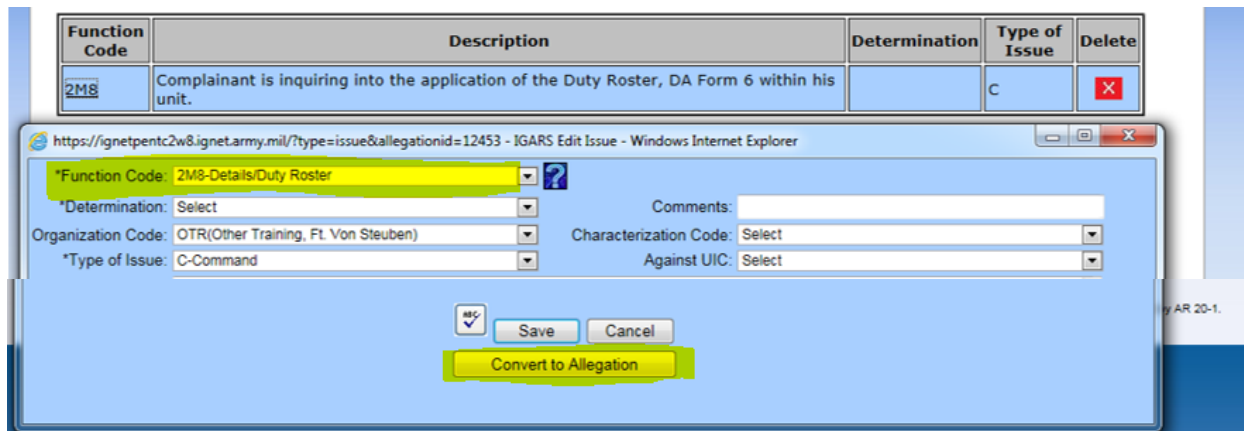 Function Code Description Determination Type of Issue Delete
2M8 Complainant is inquiring into the application of the Duty Roster, DA Form 6 within his unit. C X
https://ignetpentc2w8.ignet.army.mil/?type=issue&allegationid=12453 - IGARS Edit Issue - Windows Internet Explorer
*Function Code: 2M8-Details/Duty Roster ?
*Determination: Select Comments:
Organization Code: OTR(Other Training, Ft. Von Steuben) Characterization Code: Select
*Type of Issue: C-Command Against UIC: Select
by AR 20-1.
ABC Save Cancel
Convert to Allegation